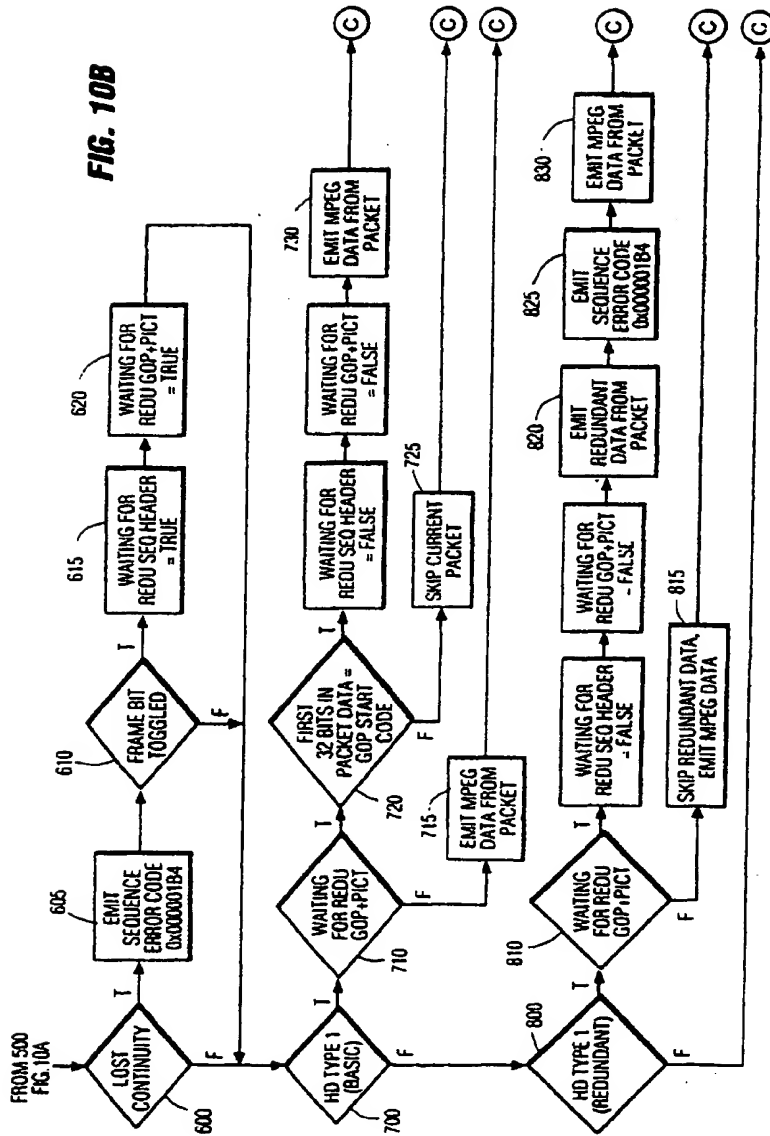 FIG. 10B
FROM 500
FIG. 10A
LOST
CONTINUITY
600
T
F
605
EMIT
SEQUENCE
ERROR CODE
0x000001B4
610
FRAME BIT
TOGGLED
T
F
615
WAITING FOR
REDU SEQ HEADER
= TRUE
620
WAITING FOR
REDU GOP+PICT
= TRUE
HD TYPE 1
(BASIC)
700
T
F
710
WAITING
FOR REDU
GOP+PICT
T
F
715
EMIT MPEG
DATA FROM
PACKET
C
FIRST
32 BITS IN
PACKET DATA =
GOP START
CODE
720
T
F
725
SKIP CURRENT
PACKET
C
WAITING FOR
REDU SEQ HEADER
= FALSE
WAITING FOR
REDU GOP+PICT
= FALSE
730
EMIT MPEG
DATA FROM
PACKET
C
800
HD TYPE 1
(REDUNDANT)
T
F
C
810
WAITING
FOR REDU
GOP+PICT
T
F
815
SKIP REDUNDANT DATA,
EMIT MPEG DATA
C
WAITING FOR
REDU SEQ HEADER
= FALSE
WAITING FOR
REDU GOP+PICT
- FALSE
820
EMIT
REDUNDANT
DATA FROM
PACKET
825
EMIT
SEQUENCE
ERROR CODE
0x000001B4
830
EMIT MPEG
DATA FROM
PACKET
C